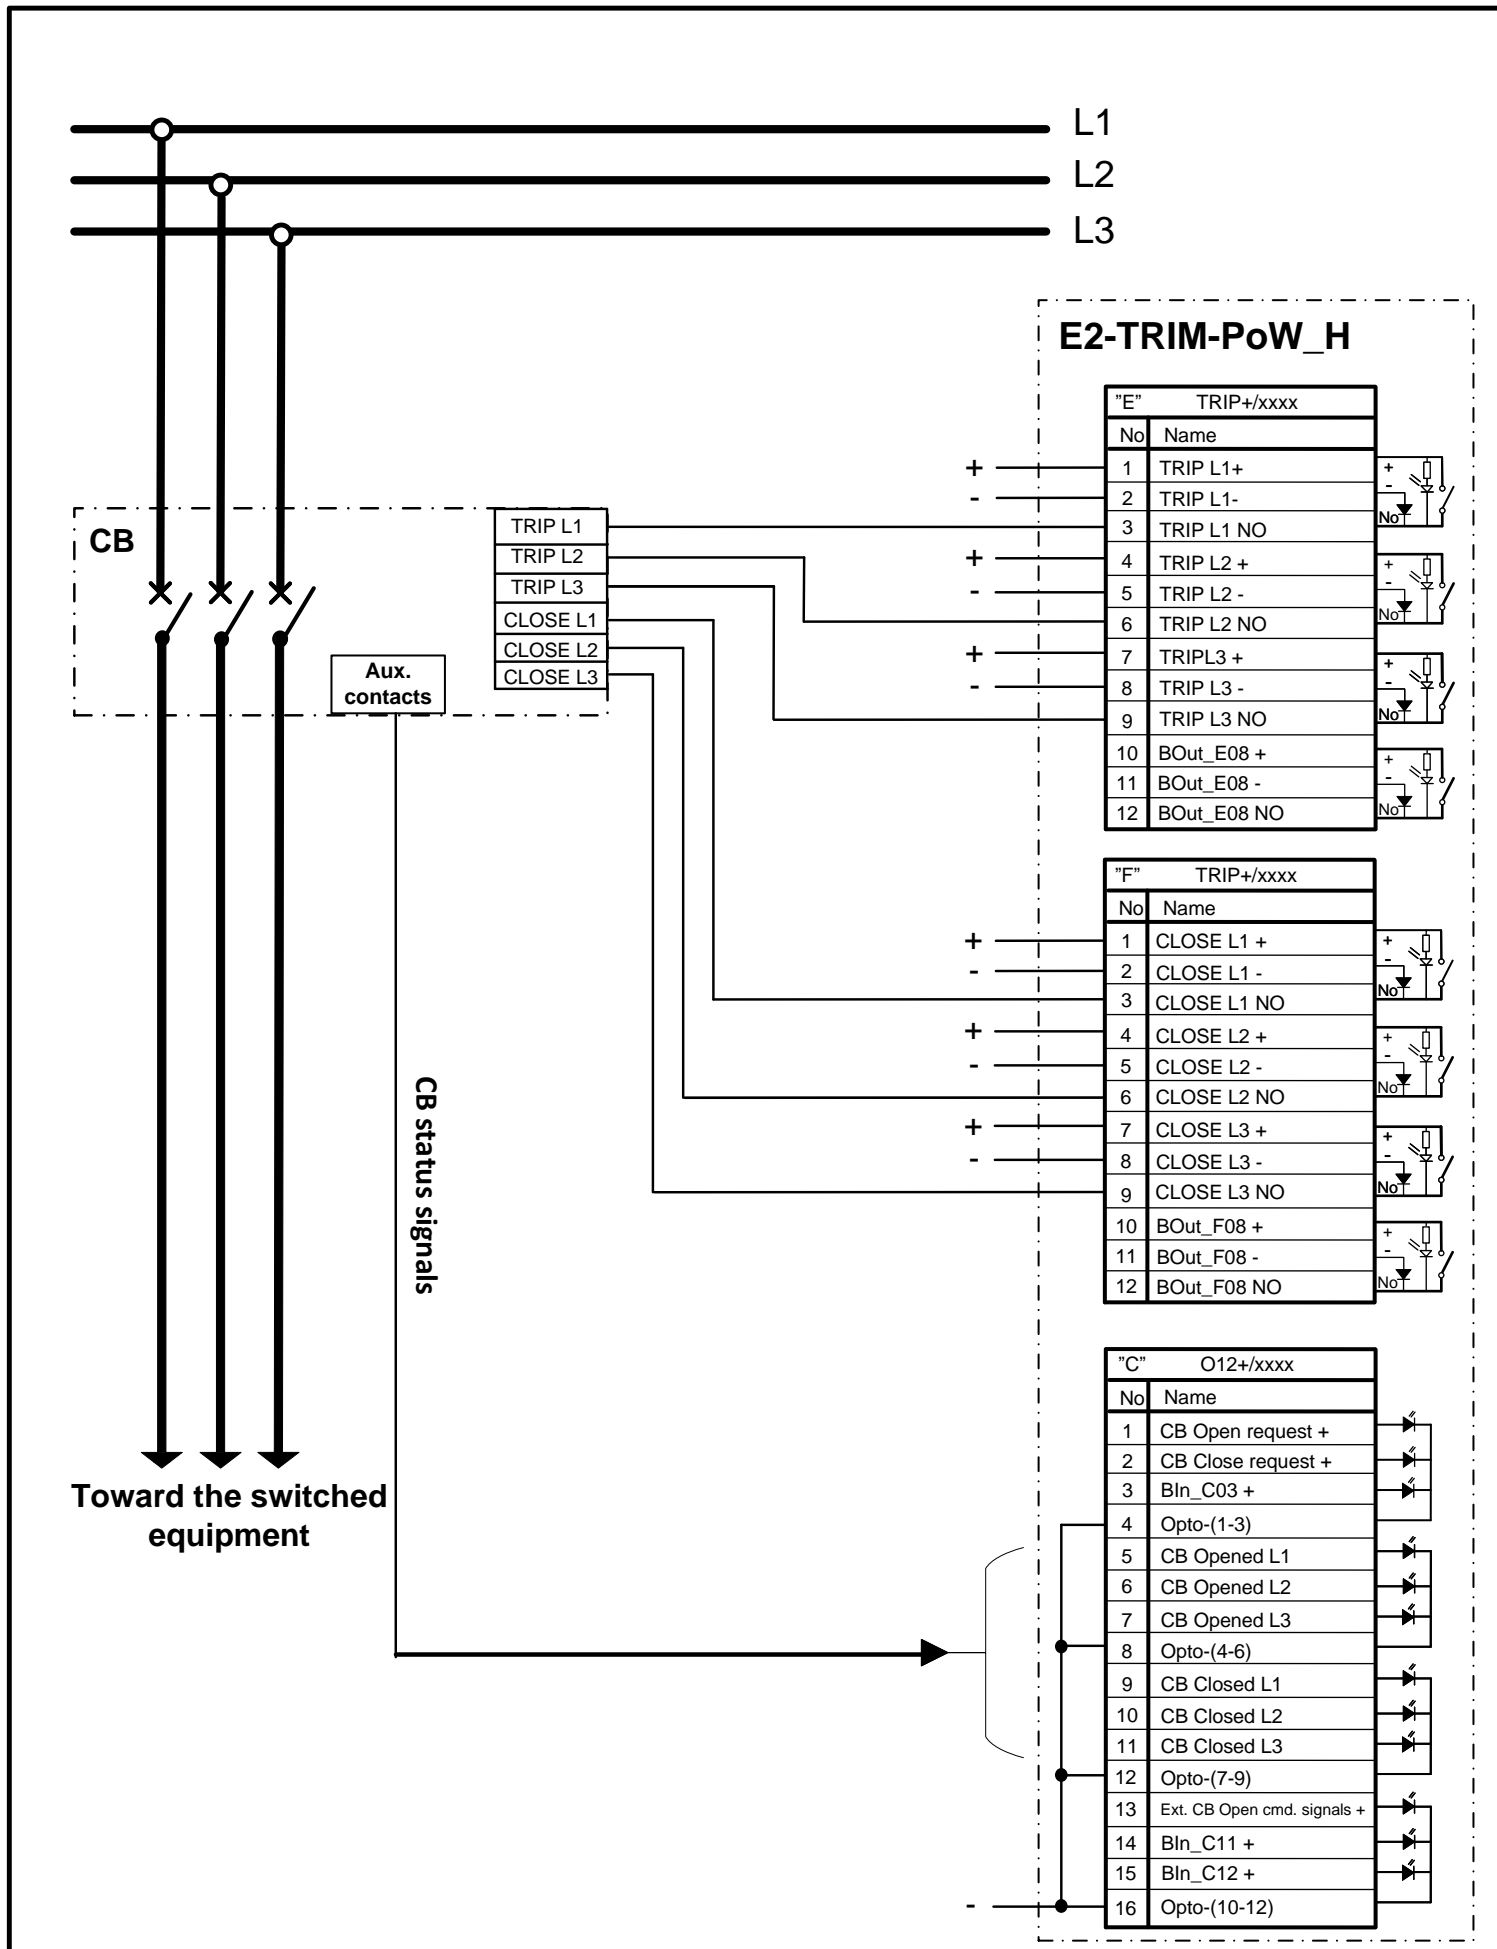 L1
L2
L3
E2-TRIM-PoW_H
"E" TRIP+/xxxx
No Name
+ 1 TRIP L1+
- 2 TRIP L1-
3 TRIP L1 NO
+ 4 TRIP L2 +
- 5 TRIP L2 -
6 TRIP L2 NO
+ 7 TRIPL3 +
- 8 TRIP L3 -
9 TRIP L3 NO
10 BOut_E08 +
11 BOut_E08 -
12 BOut_E08 NO
+
-
No
+
-
No
+
-
No
+
-
No
CB
TRIP L1
TRIP L2
TRIP L3
CLOSE L1
CLOSE L2
CLOSE L3
Aux.
contacts
"F" TRIP+/xxxx
No Name
+ 1 CLOSE L1 +
- 2 CLOSE L1 -
3 CLOSE L1 NO
+ 4 CLOSE L2 +
- 5 CLOSE L2 -
6 CLOSE L2 NO
+ 7 CLOSE L3 +
- 8 CLOSE L3 -
9 CLOSE L3 NO
10 BOut_F08 +
11 BOut_F08 -
12 BOut_F08 NO
+
-
No
+
-
No
+
-
No
+
-
No
CB status signals
Toward the switched
equipment
"C" O12+/xxxx
No Name
1 CB Open request +
2 CB Close request +
3 BIn_C03 +
4 Opto-(1-3)
5 CB Opened L1
6 CB Opened L2
7 CB Opened L3
8 Opto-(4-6)
9 CB Closed L1
10 CB Closed L2
11 CB Closed L3
12 Opto-(7-9)
13 Ext. CB Open cmd. signals +
14 BIn_C11 +
15 BIn_C12 +
- 16 Opto-(10-12)